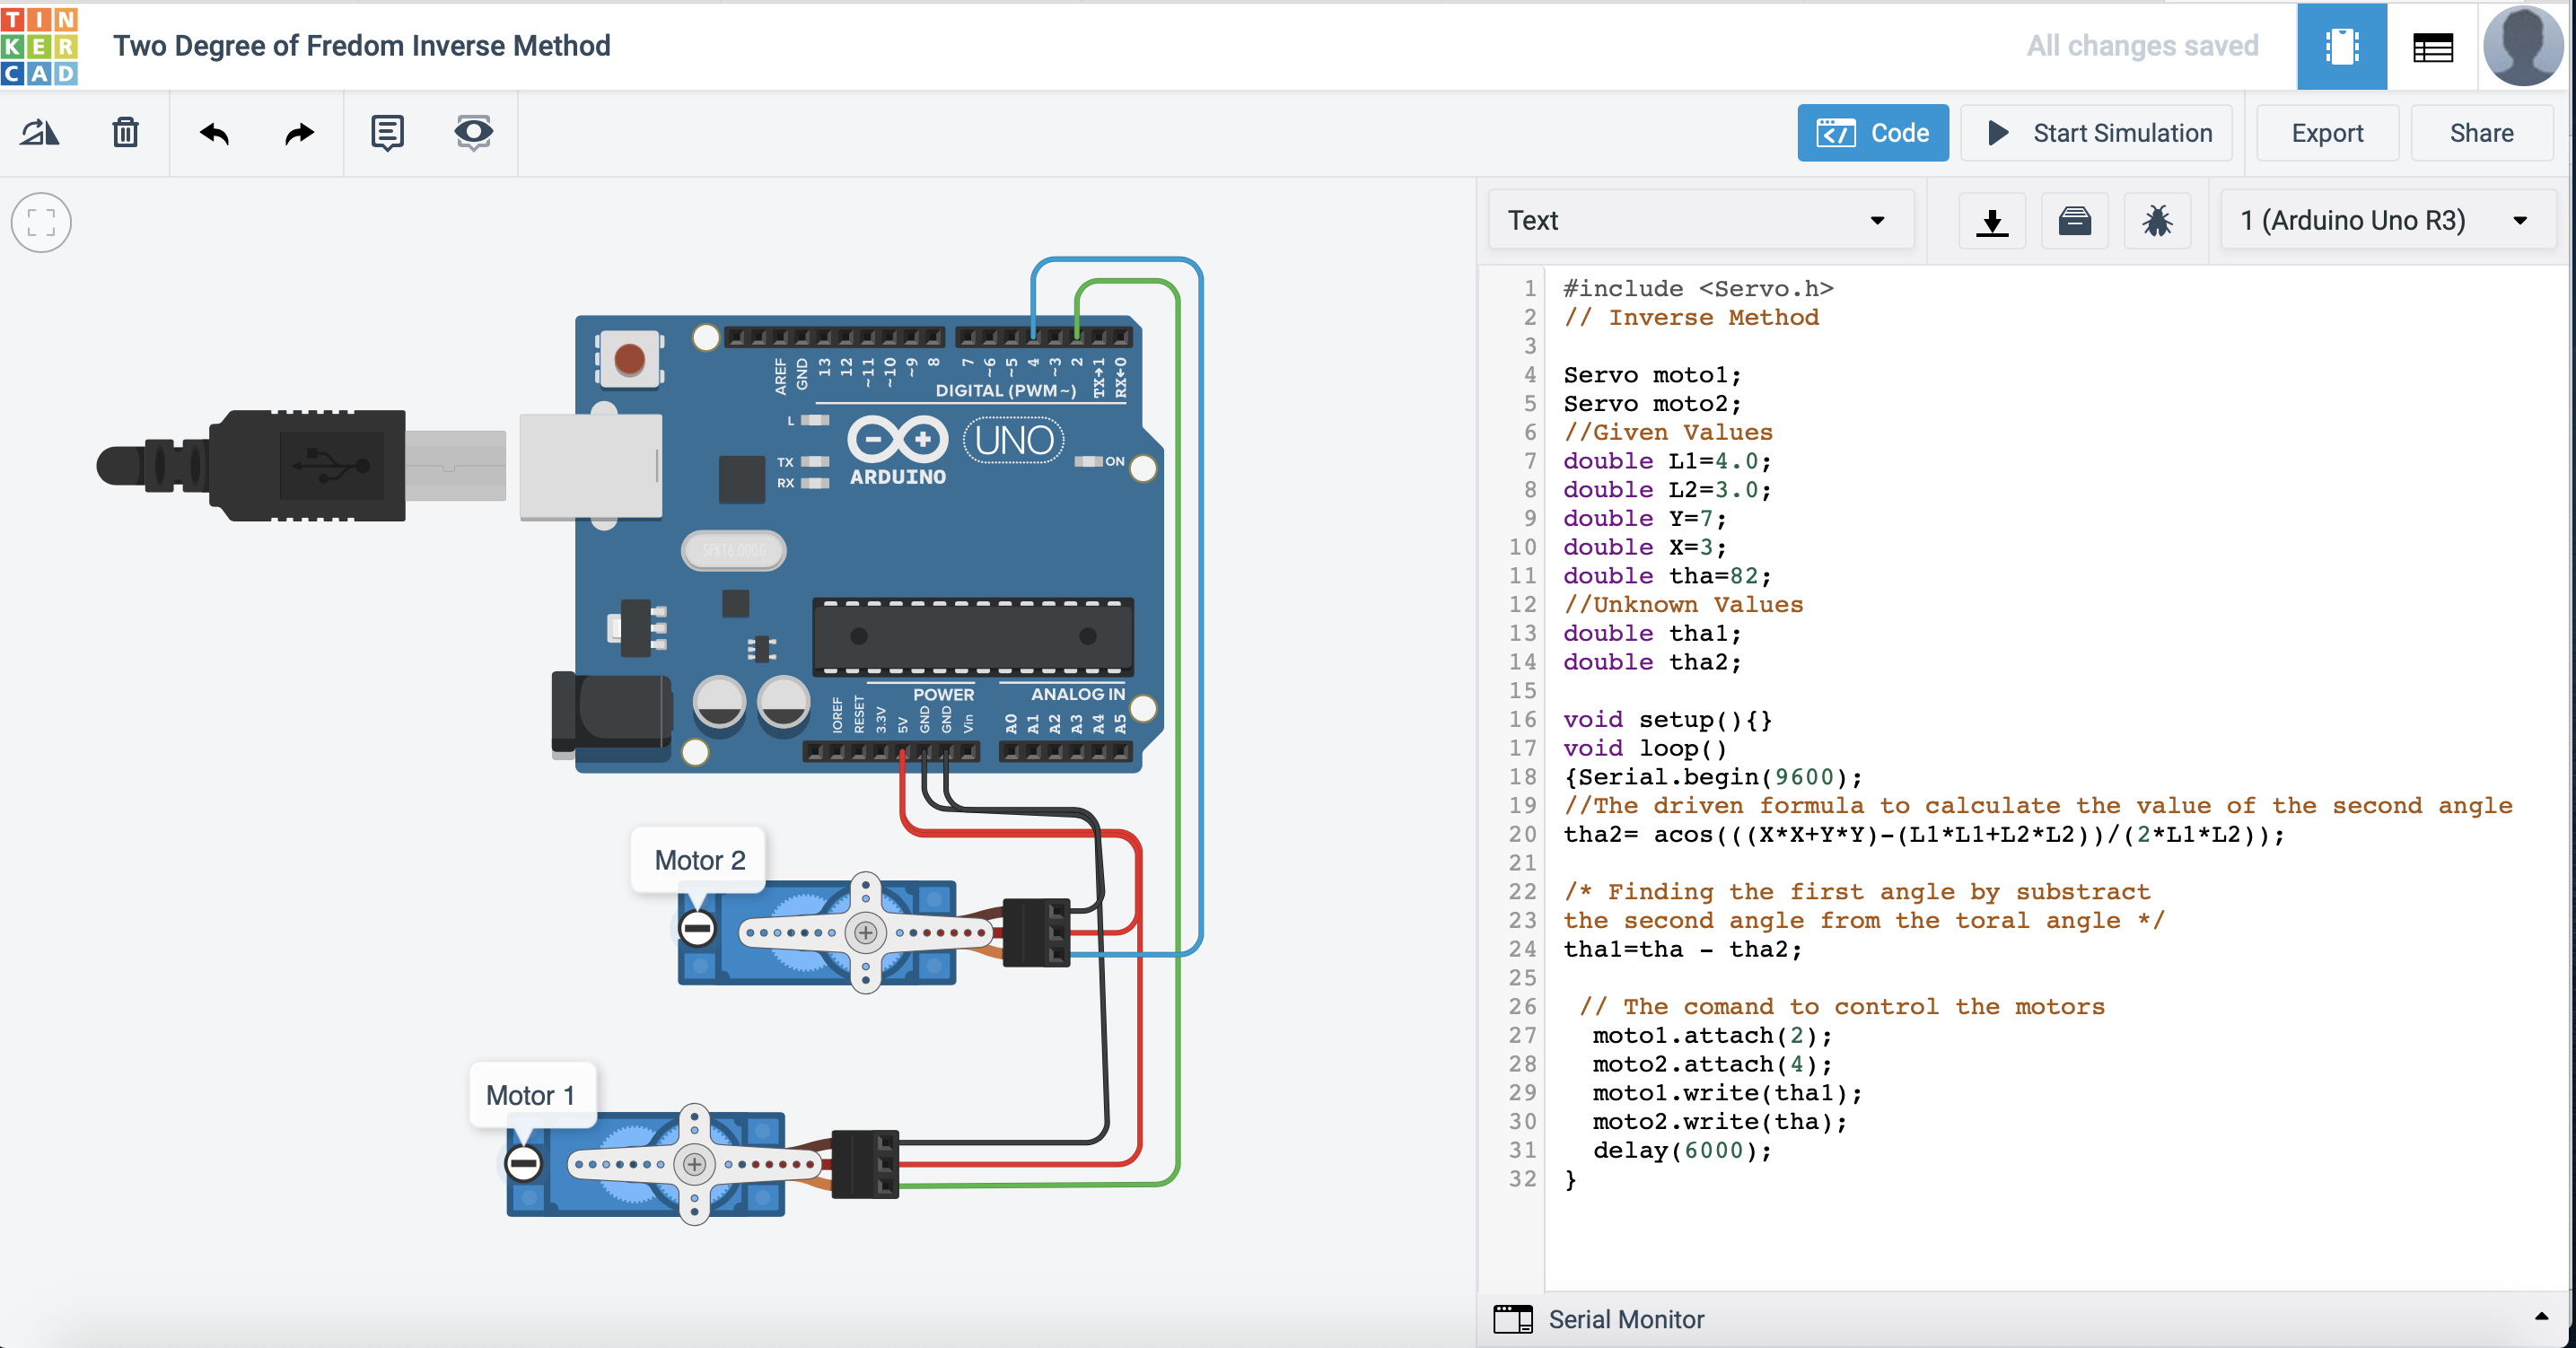 TINKERCAD
Two Degree of Fredom Inverse Method
All changes saved
Code
Start Simulation
Export
Share
Text
1 (Arduino Uno R3)
AREF
GND
13
12
~11
~10
~9
8
7
~6
~5
4
~3
2
TX→1
RX←0
DIGITAL (PWM~)
L
TX
RX
ARDUINO
UNO
ON
SPK16.000G
POWER
ANALOG IN
IOREF
RESET
3.3V
5V
GND
GND
Vin
A0
A1
A2
A3
A4
A5
Motor 2
Motor 1
1 #include <Servo.h>
2 // Inverse Method
3
4 Servo moto1;
5 Servo moto2;
6 //Given Values
7 double L1=4.0;
8 double L2=3.0;
9 double Y=7;
10 double X=3;
11 double tha=82;
12 //Unknown Values
13 double tha1;
14 double tha2;
15
16 void setup(){}
17 void loop()
18 {Serial.begin(9600);
19 //The driven formula to calculate the value of the second angle
20 tha2= acos(((X*X+Y*Y)-(L1*L1+L2*L2))/(2*L1*L2));
21
22 /* Finding the first angle by substract
23 the second angle from the toral angle */
24 tha1=tha - tha2;
25
26 // The comand to control the motors
27 moto1.attach(2);
28 moto2.attach(4);
29 moto1.write(tha1);
30 moto2.write(tha);
31 delay(6000);
32 }
Serial Monitor